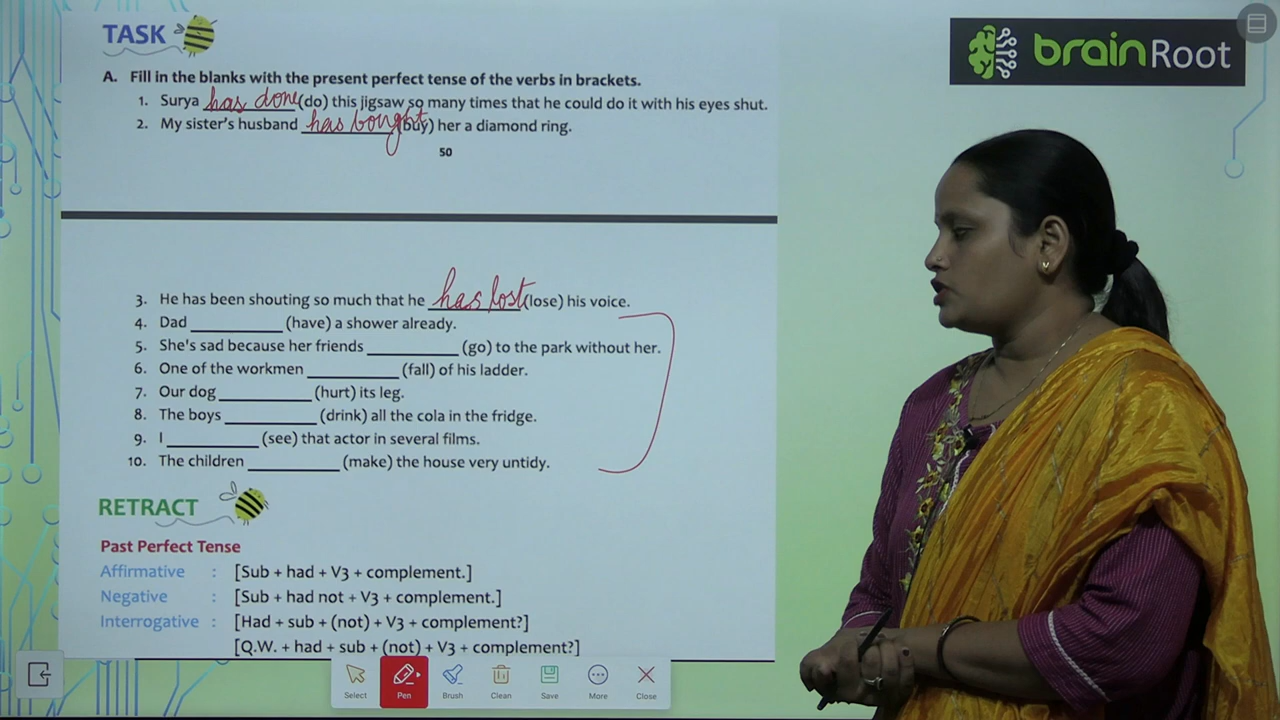 TASK
brainRoot
A. Fill in the blanks with the present perfect tense of the verbs in brackets.
1. Surya has done (do) this jigsaw so many times that he could do it with his eyes shut.
2. My sister's husband has bought (buy) her a diamond ring.
50
3. He has been shouting so much that he has lost (lose) his voice.
4. Dad __________ (have) a shower already.
5. She's sad because her friends __________ (go) to the park without her.
6. One of the workmen __________ (fall) of his ladder.
7. Our dog __________ (hurt) its leg.
8. The boys __________ (drink) all the cola in the fridge.
9. I __________ (see) that actor in several films.
10. The children __________ (make) the house very untidy.
RETRACT
Past Perfect Tense
Affirmative : [Sub + had + V3 + complement.]
Negative : [Sub + had not + V3 + complement.]
Interrogative : [Had + sub + (not) + V3 + complement?]
[Q.W. + had + sub + (not) + V3 + complement?]
Select Pen Brush Clean Save More Close